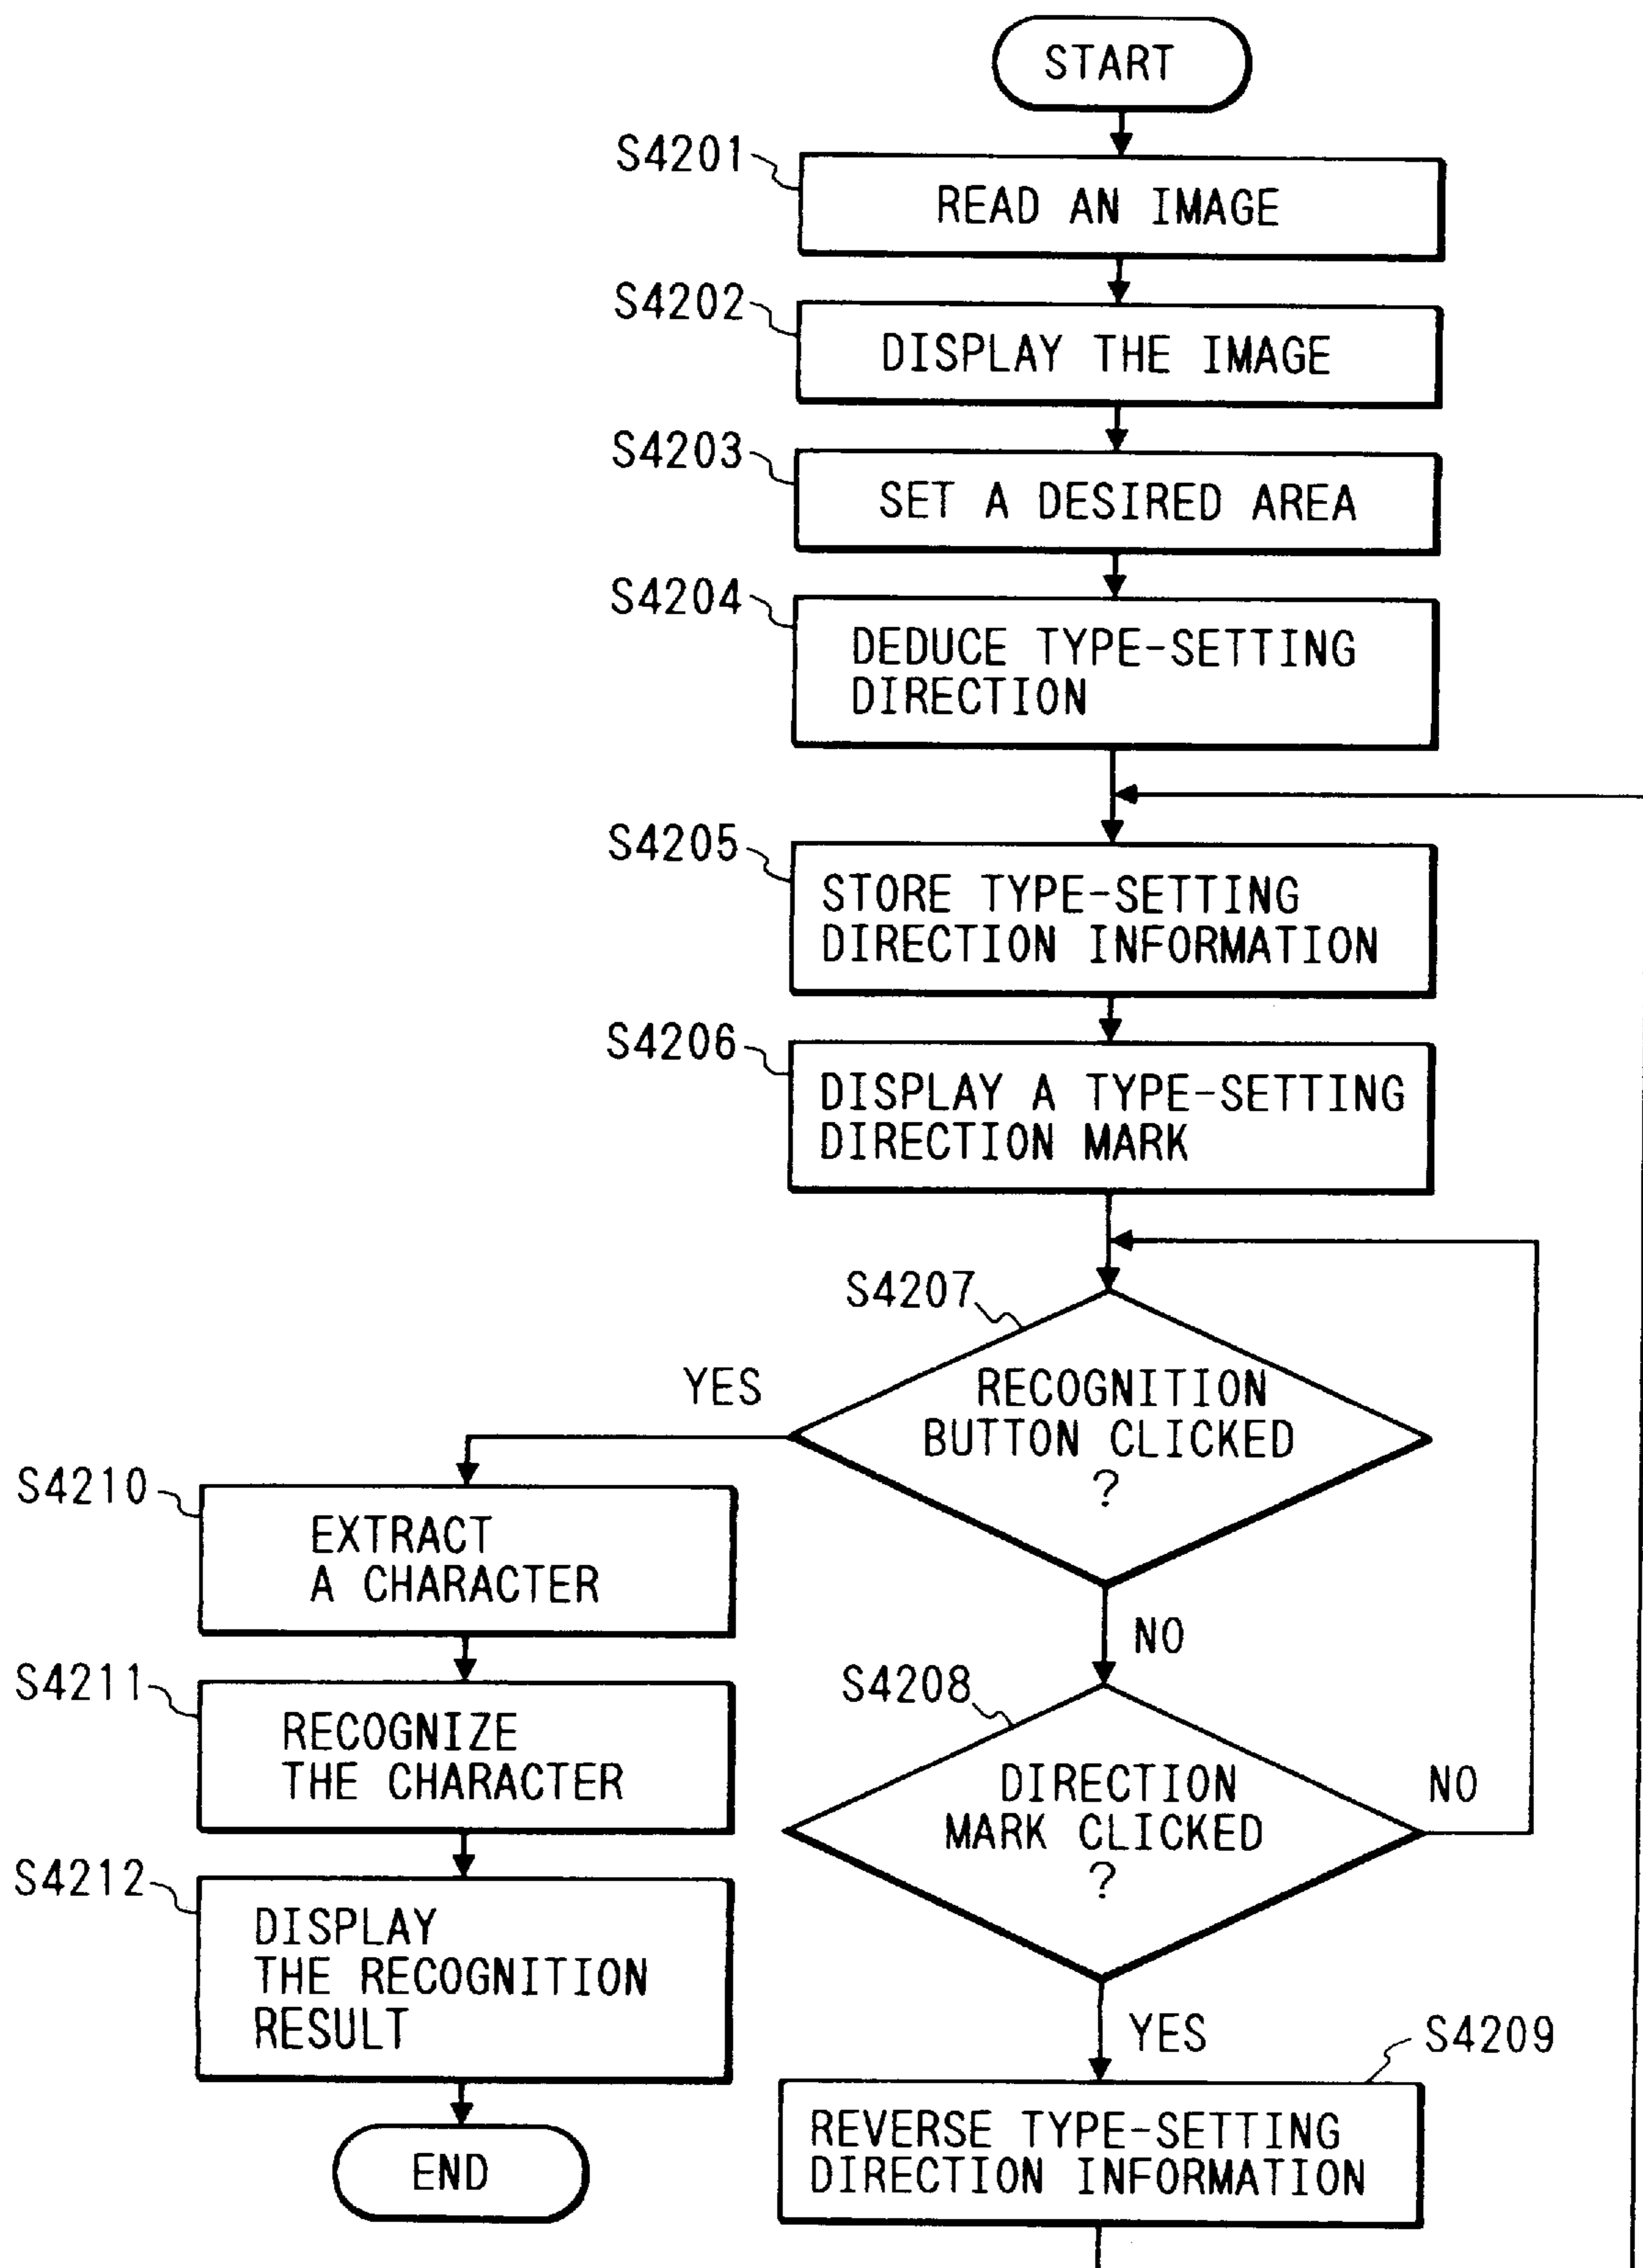 START
S4201
READ AN IMAGE
S4202
DISPLAY THE IMAGE
S4203
SET A DESIRED AREA
S4204
DEDUCE TYPE-SETTING
DIRECTION
S4205
STORE TYPE-SETTING
DIRECTION INFORMATION
S4206
DISPLAY A TYPE-SETTING
DIRECTION MARK
S4207
RECOGNITION
BUTTON CLICKED
?
YES
NO
S4210
EXTRACT
A CHARACTER
S4211
RECOGNIZE
THE CHARACTER
S4212
DISPLAY
THE RECOGNITION
RESULT
END
S4208
DIRECTION
MARK CLICKED
?
NO
YES
S4209
REVERSE TYPE-SETTING
DIRECTION INFORMATION